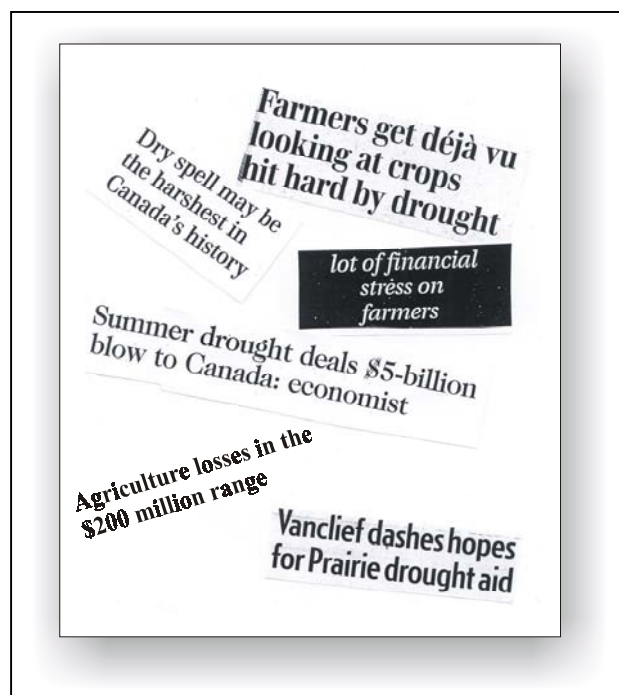 Farmers get déjà vu
looking at crops
hit hard by drought
Dry spell may be
the harshest in
Canada's history
lot of financial
stress on
farmers
Summer drought deals $5-billion
blow to Canada: economist
Agriculture losses in the
$200 million range
Vanclief dashes hopes
for Prairie drought aid